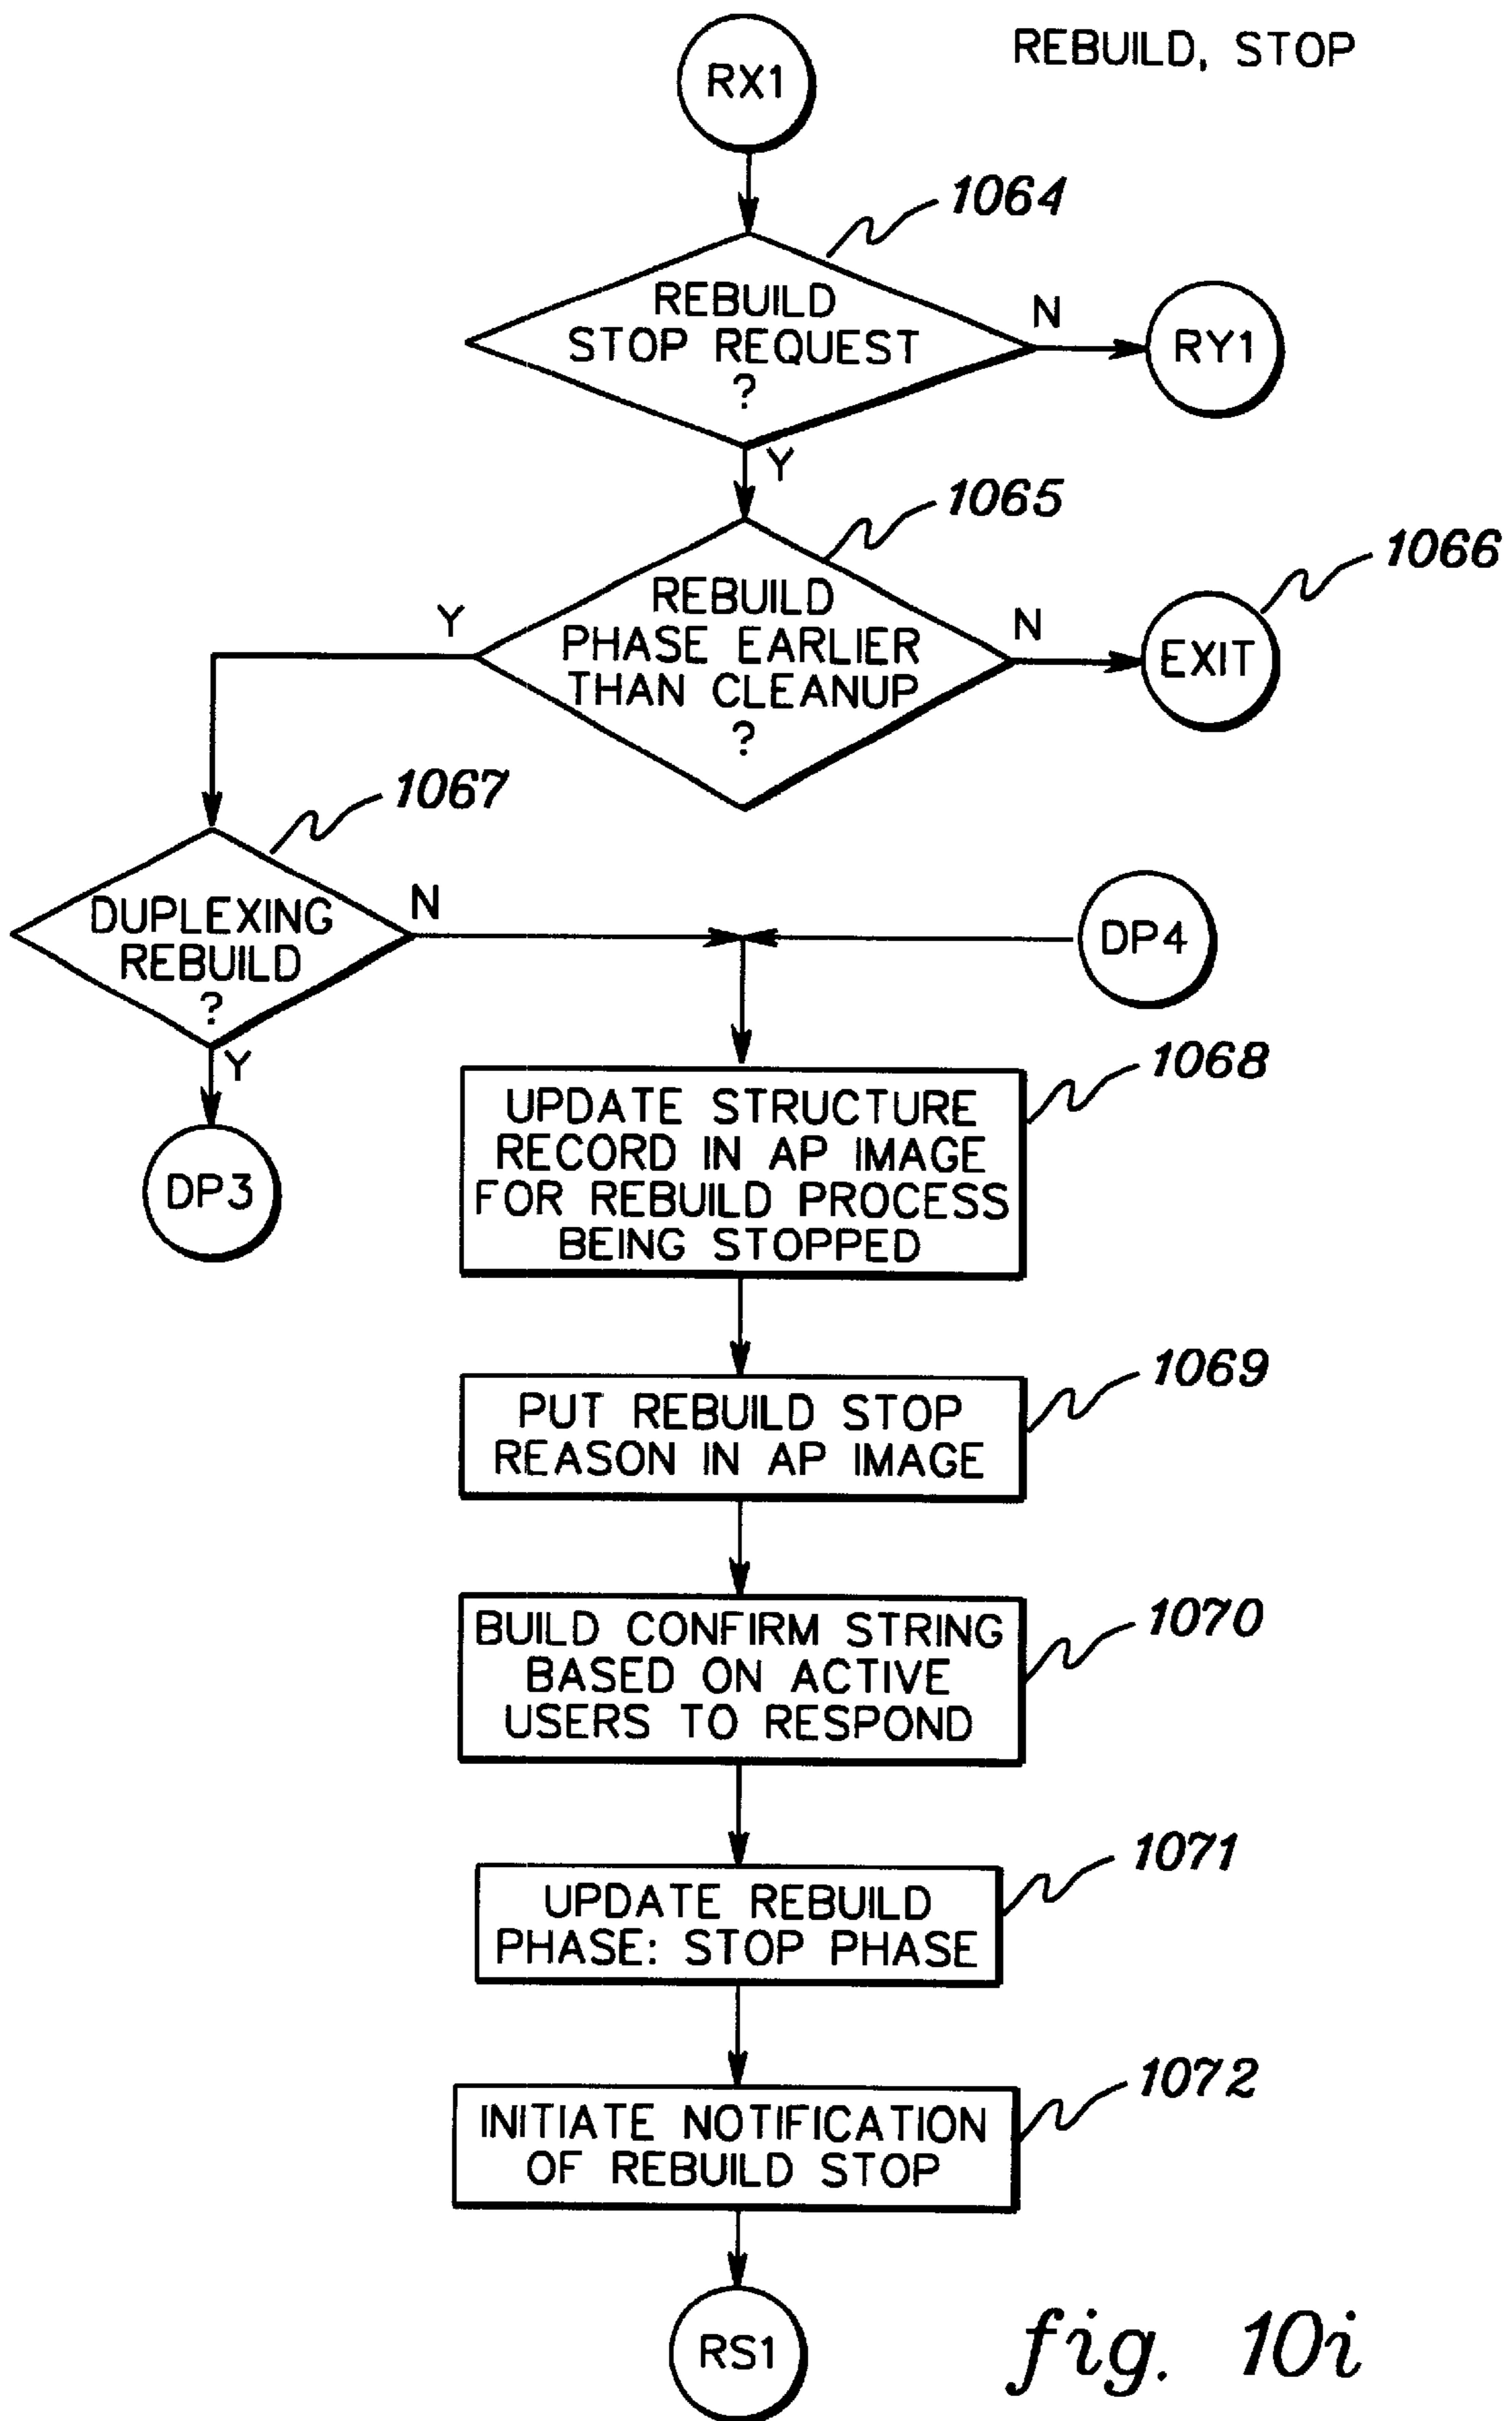 REBUILD, STOP
RX1
1064
REBUILD
STOP REQUEST
?
N
RY1
Y
1065
1066
REBUILD
PHASE EARLIER
THAN CLEANUP
?
Y
N
EXIT
1067
DUPLEXING
REBUILD
?
N
DP4
Y
DP3
1068
UPDATE STRUCTURE
RECORD IN AP IMAGE
FOR REBUILD PROCESS
BEING STOPPED
1069
PUT REBUILD STOP
REASON IN AP IMAGE
1070
BUILD CONFIRM STRING
BASED ON ACTIVE
USERS TO RESPOND
1071
UPDATE REBUILD
PHASE: STOP PHASE
1072
INITIATE NOTIFICATION
OF REBUILD STOP
RS1
fig. 10i